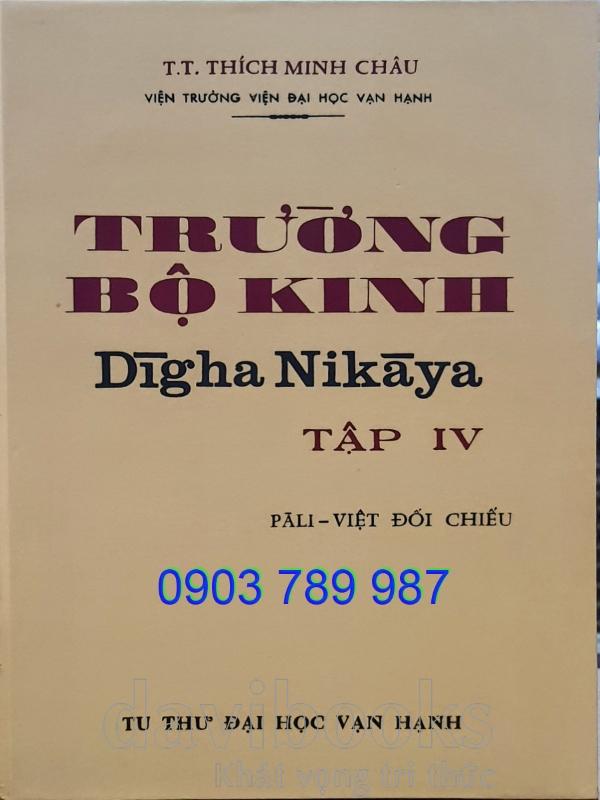 T.T. THÍCH MINH CHÂU
VIỆN TRƯỞNG VIỆN ĐẠI HỌC VẠN HẠNH
TRƯỜNG
BỘ KINH
Dīgha Nikāya
TẬP IV
PĀLI – VIỆT ĐỐI CHIẾU
0903 789 987
davibooks
TU THƯ ĐẠI HỌC VẠN HẠNH
Khát vọng tri thức